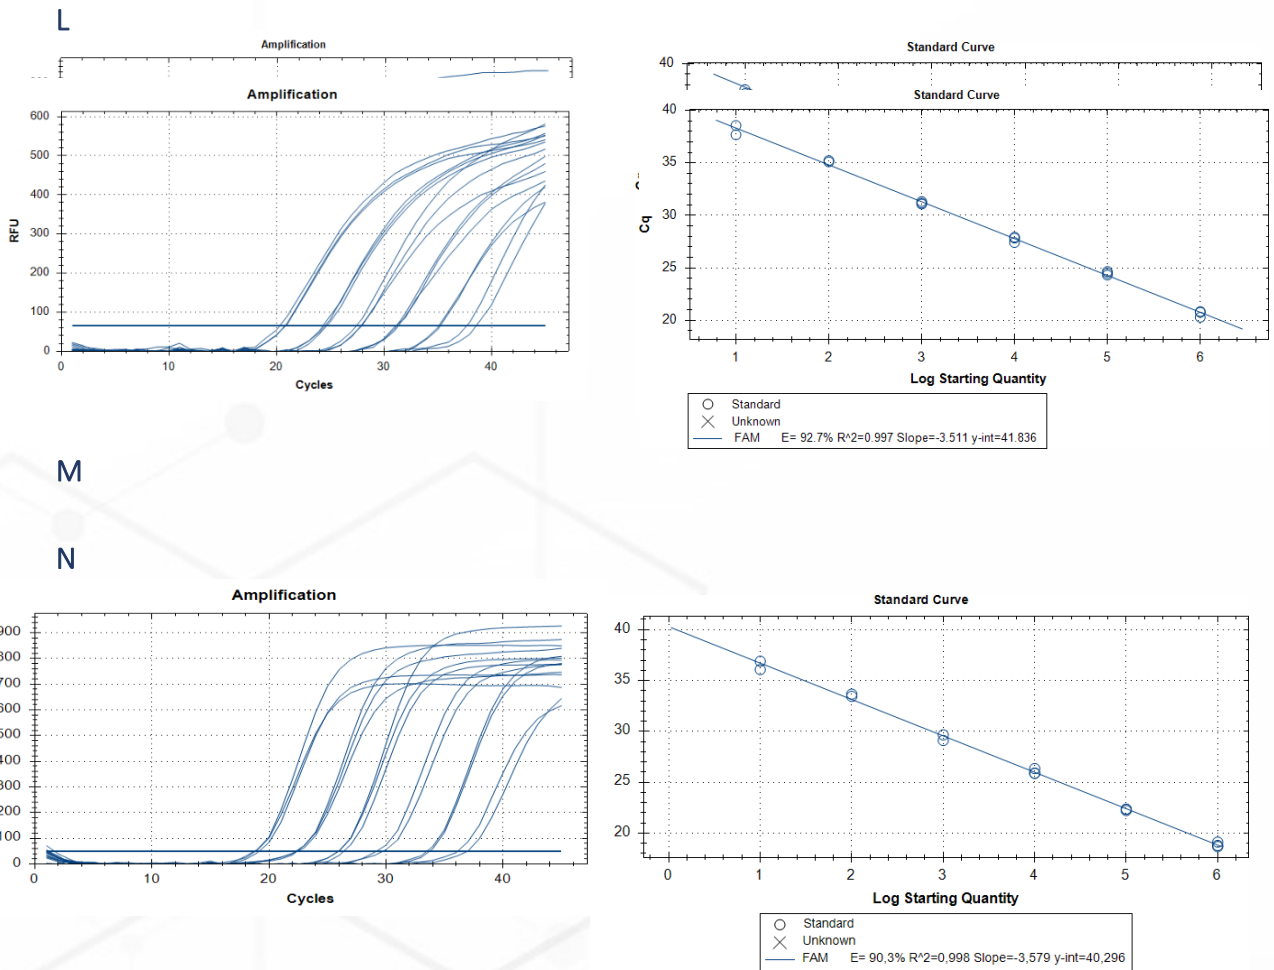 L
Amplification
Standard Curve
40
Amplification
Standard Curve
600
500
400
300
200
100
0
RFU
0 10 20 30 40
Cycles
40
35
30
25
20
Cq
1 2 3 4 5 6
Log Starting Quantity
Standard
Unknown
FAM E= 92.7% R^2=0.997 Slope=-3.511 y-int=41.836
M
N
Amplification
900
800
700
600
500
400
300
200
100
0
0 10 20 30 40
Cycles
Standard Curve
40
35
30
25
20
0 1 2 3 4 5 6
Log Starting Quantity
Standard
Unknown
FAM E= 90,3% R^2=0,998 Slope=-3,579 y-int=40,296